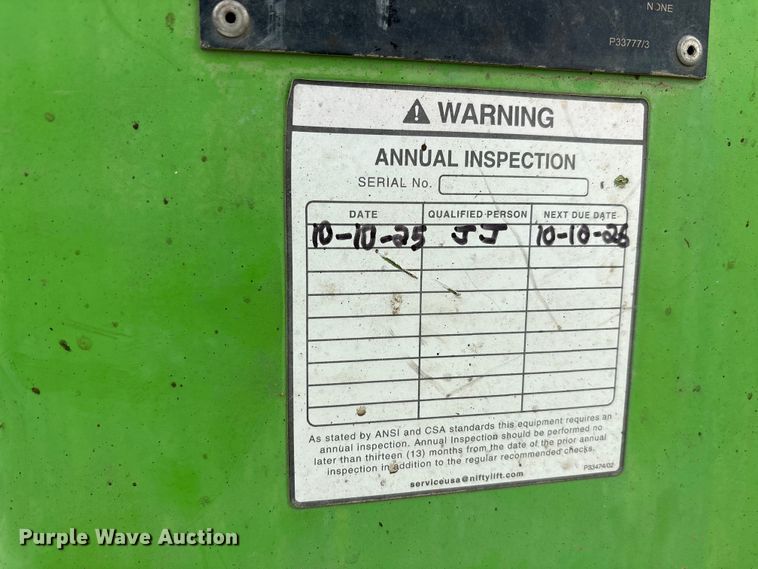 NONE
P33777/3
WARNING
ANNUAL INSPECTION
SERIAL No.
DATE QUALIFIED PERSON NEXT DUE DATE
10-10-25 JJ 10-10-26
As stated by ANSI and CSA standards this equipment requires an
annual inspection. Annual Inspection should be performed no
later than thirteen (13) months from the date of the prior annual
inspection in addition to the regular recommended checks.
P33474/02
serviceusa@niftylift.com
Purple Wave Auction